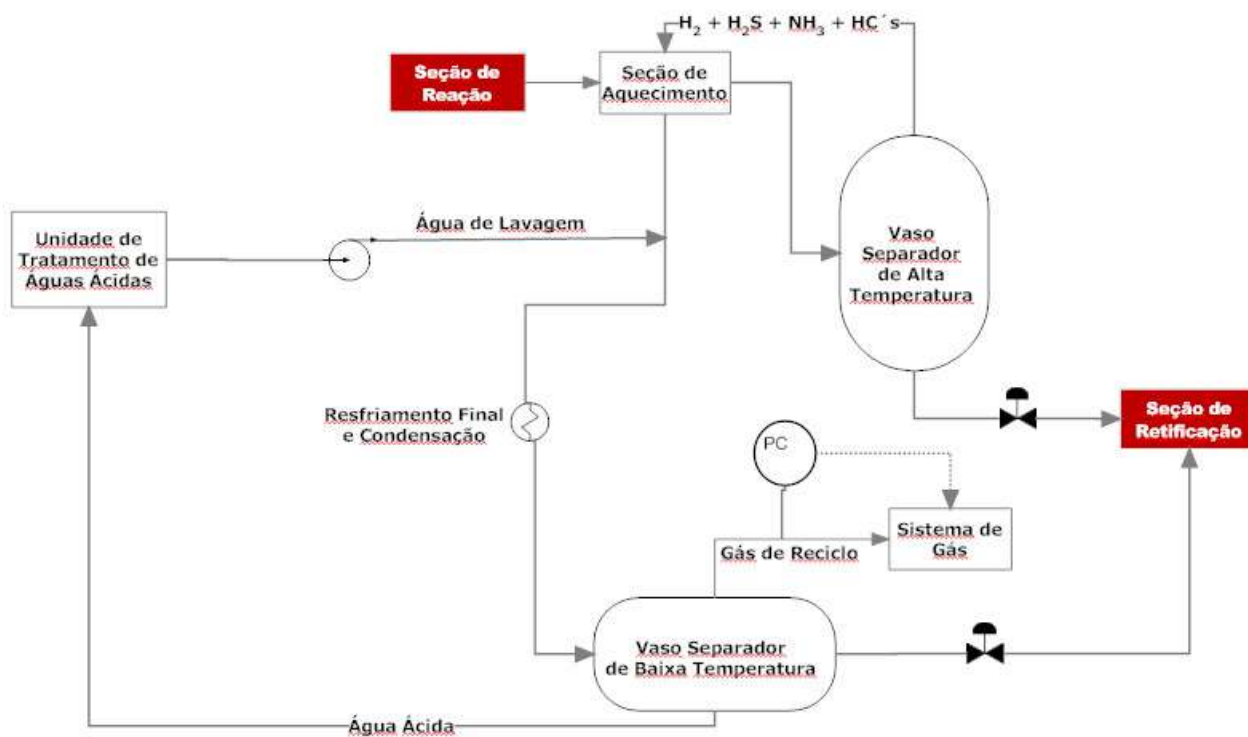 H₂ + H₂S + NH₃ + HC´s
Seção de
Reação
Seção de
Aquecimento
Água de Lavagem
Unidade de
Tratamento de
Águas Ácidas
Vaso
Separador
de Alta
Temperatura
Resfriamento Final
e Condensação
Seção de
Retificação
PC
Sistema de
Gás
Gás de Reciclo
Vaso Separador
de Baixa Temperatura
Água Ácida